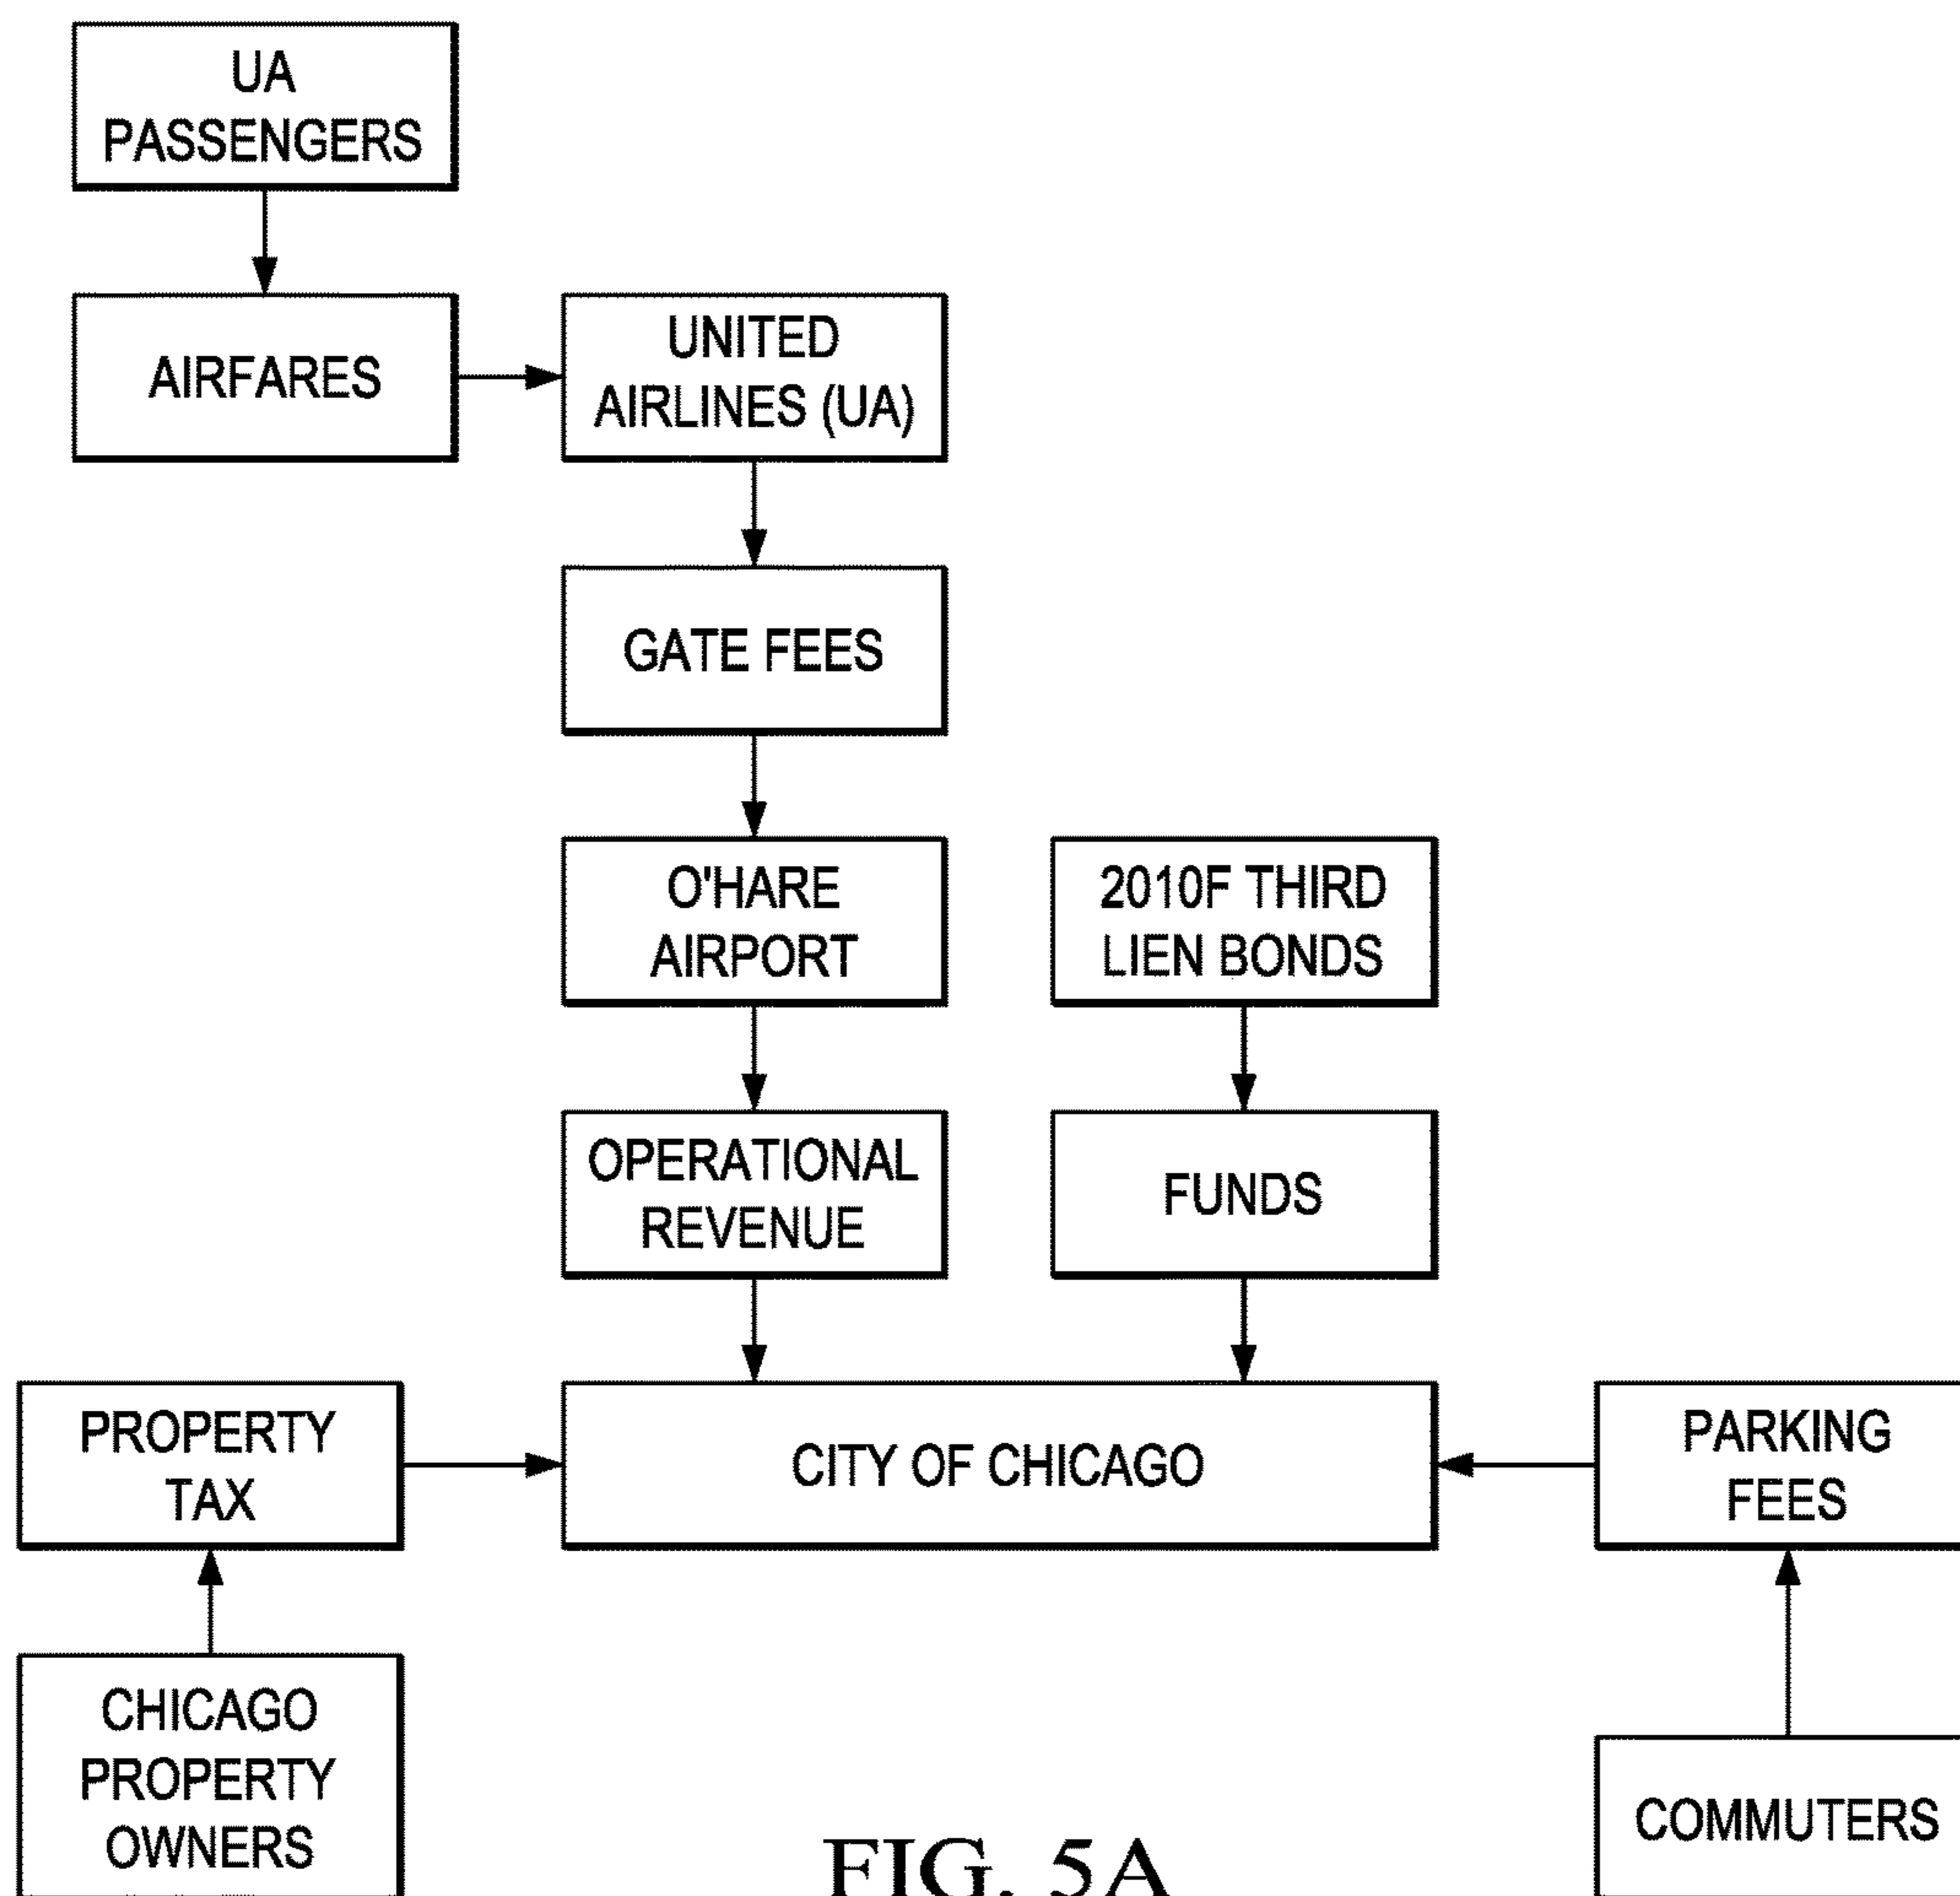 UA
PASSENGERS
AIRFARES
UNITED
AIRLINES (UA)
GATE FEES
O'HARE
AIRPORT
2010F THIRD
LIEN BONDS
OPERATIONAL
REVENUE
FUNDS
PROPERTY
TAX
CITY OF CHICAGO
PARKING
FEES
CHICAGO
PROPERTY
OWNERS
COMMUTERS
FIG. 5A